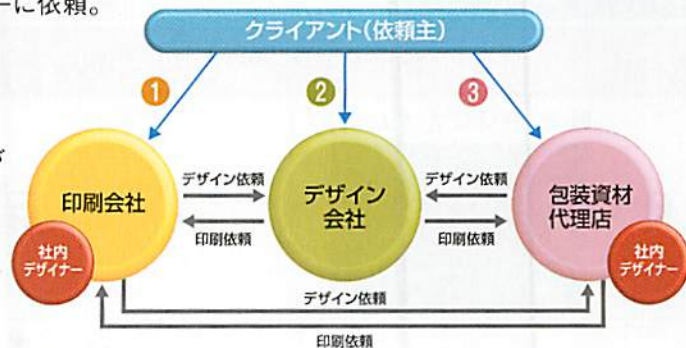 ーに依頼。
クライアント(依頼主)
1
2
3
印刷会社
社内
デザイナー
デザイン依頼
印刷依頼
デザイン
会社
デザイン依頼
印刷依頼
包装資材
代理店
社内
デザイナー
デザイン依頼
印刷依頼